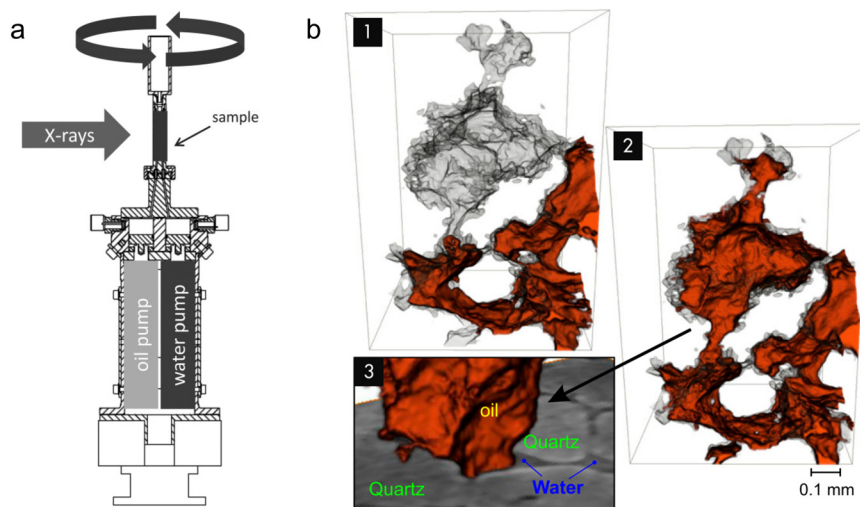 a
X-rays
sample
oil pump
water pump
b
1
2
3
oil
Quartz
Quartz
Water
0.1 mm